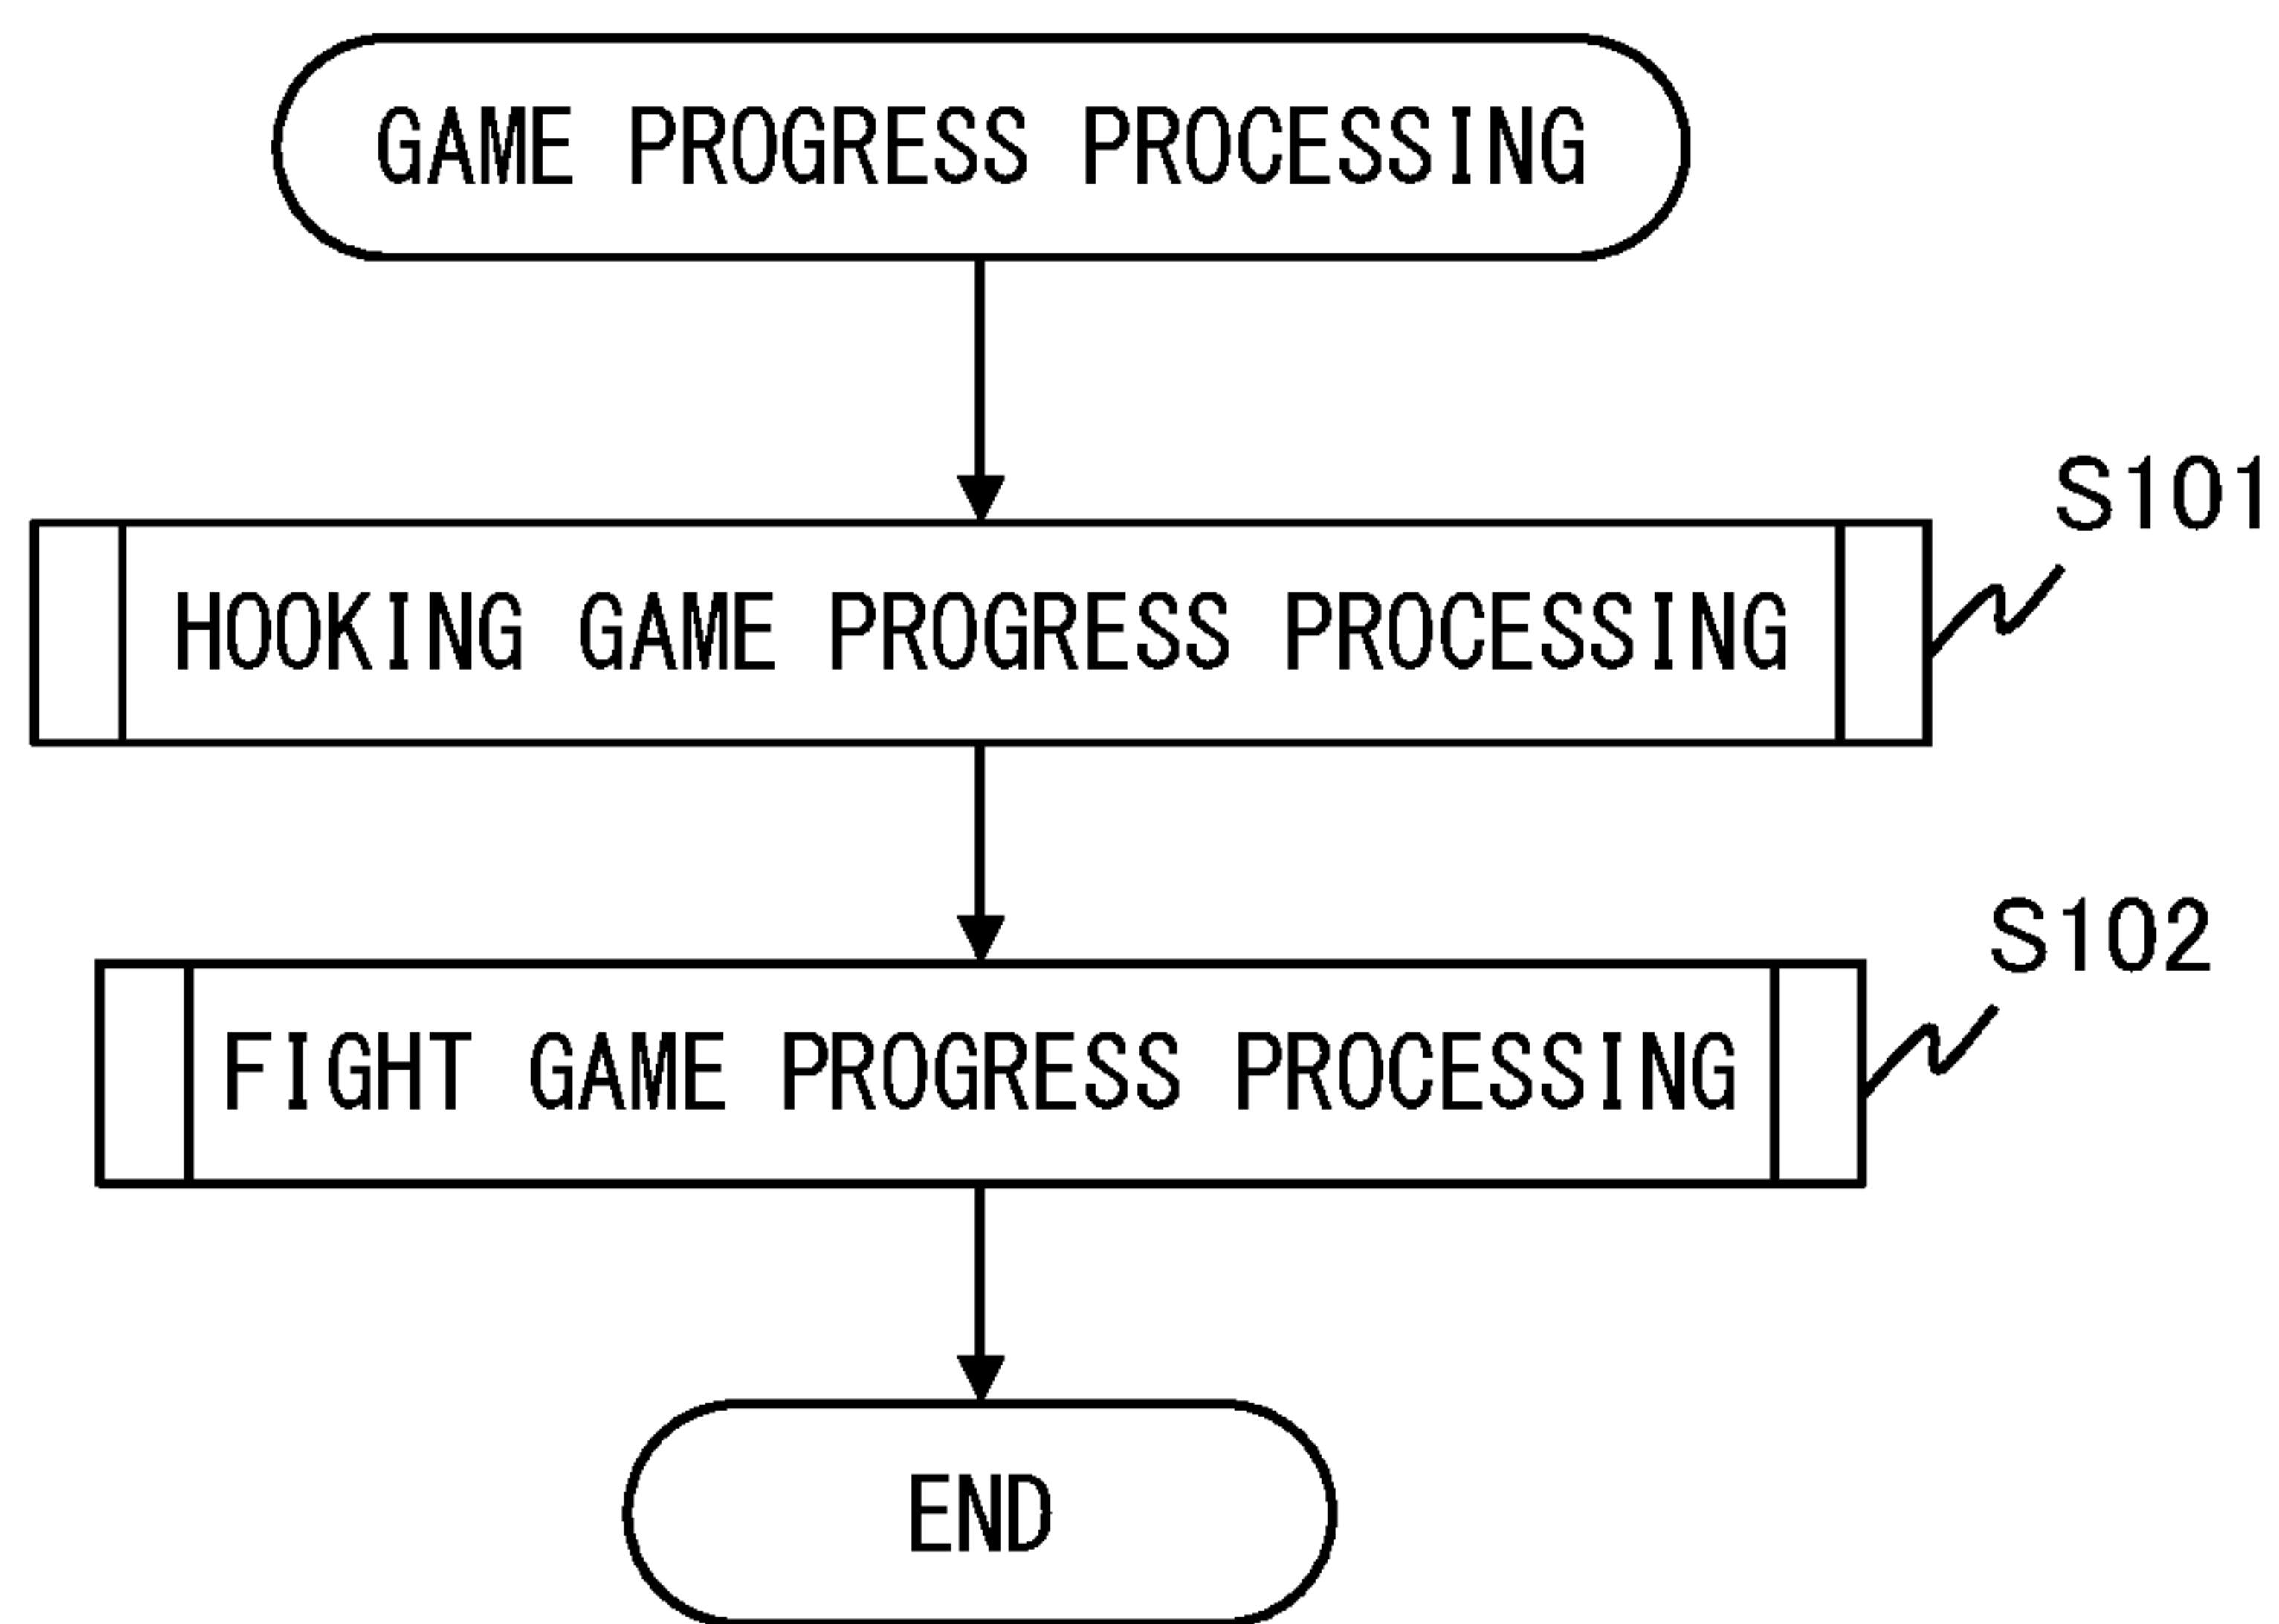 GAME PROGRESS PROCESSING
S101
HOOKING GAME PROGRESS PROCESSING
S102
FIGHT GAME PROGRESS PROCESSING
END